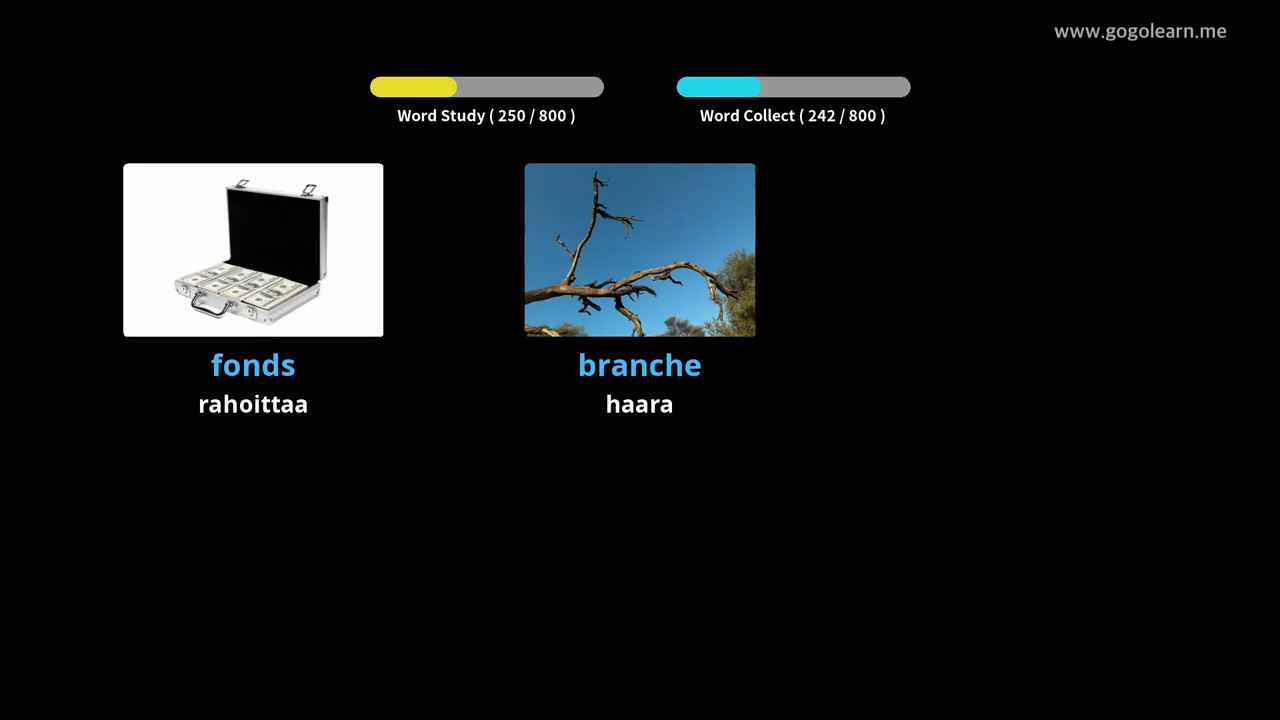 www.gogolearn.me
Word Study ( 250 / 800 )
Word Collect ( 242 / 800 )
fonds
rahoittaa
branche
haara